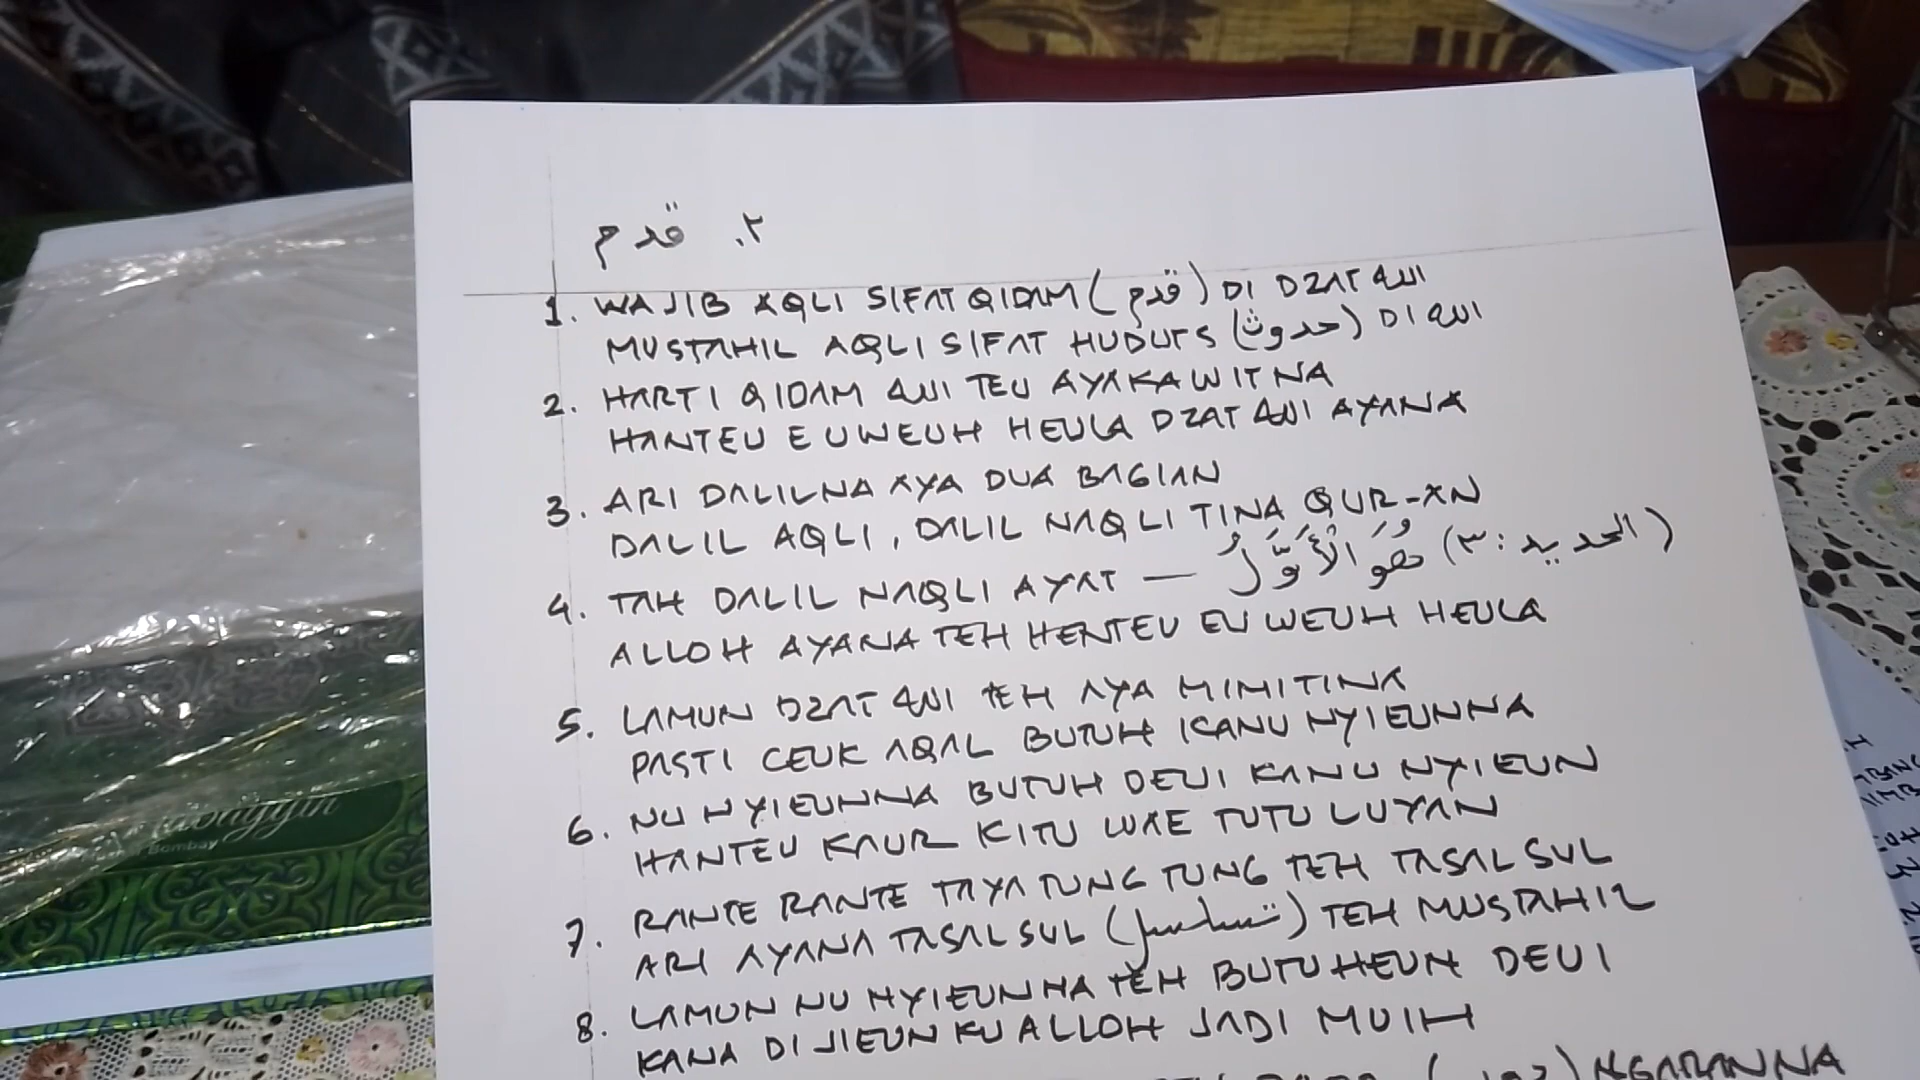 ٢. قدم
1. WAJIB AQLI SIFAT QIDAM (قدم) DI DZAT الله
MUSTAHIL AQLI SIFAT HUDUTS (حدوث) DI الله
2. HARTI QIDAM الله TEU AYA KAWITNA
HANTEU EUWEUH HEULA DZAT الله AYANA
3. ARI DALILNA AYA DUA BAGIAN
DALIL AQLI, DALIL NAQLI TINA QUR-AN
4. TAH DALIL NAQLI AYAT — هُوَ الْأَوَّلُ (الحديد: ٣)
ALLOH AYANA TEH HENTEU EUWEUH HEULA
5. LAMUN DZAT الله TEH AYA MIMITINA
PASTI CEUK AQAL BUTUH KANU NYIEUNNA
6. NU NYIEUNNA BUTUH DEUI KANU NYIEUN
HANTEU KAUR KITU WAE TUTULUYAN
7. RANTE RANTE TAYA TUNGTUNG TEH TASALSUL
ARI AYANA TASALSUL (تسلسل) TEH MUSTAHIL
8. LAMUN NU NYIEUNNA TEH BUTUHEUN DEUI
KANA DIJIEUN KU ALLOH JADI MUIH
NGARANNA
Bombay